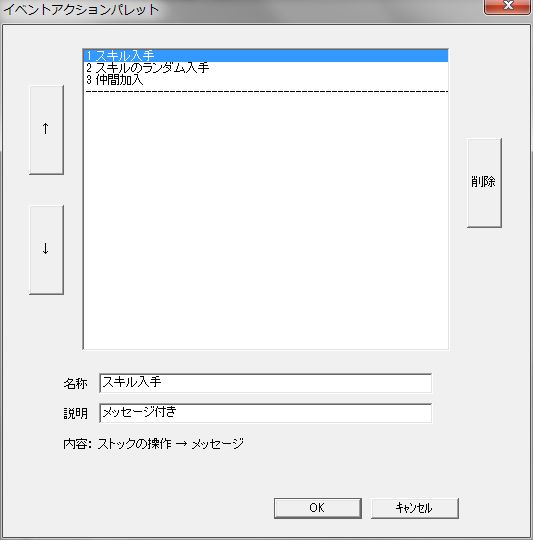 イベントアクションパレット
1 スキル入手
2 スキルのランダム入手
3 仲間加入
↑
削除
↓
名称 スキル入手
説明 メッセージ付き
内容: ストックの操作 → メッセージ
OK ｷｬﾝｾﾙ